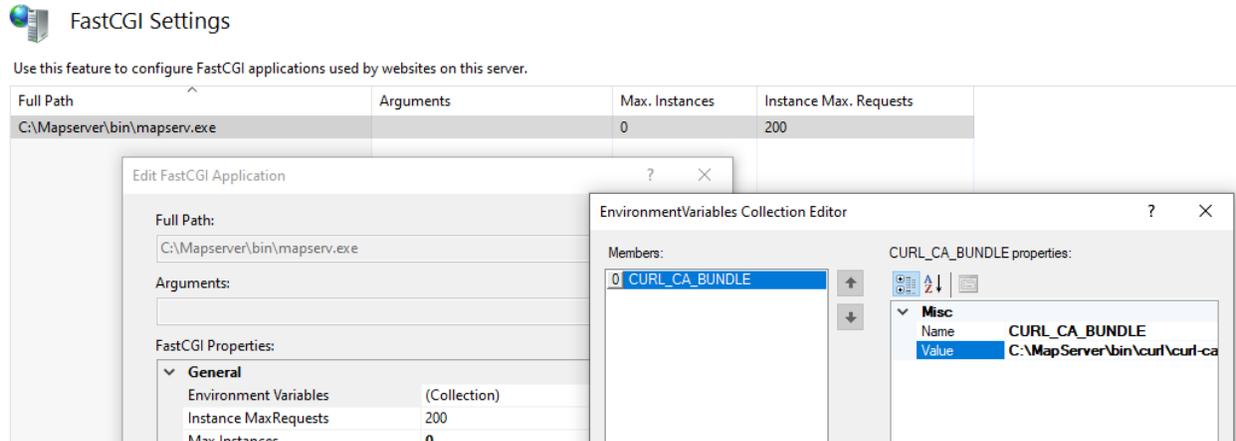 FastCGI Settings
Use this feature to configure FastCGI applications used by websites on this server.
Full Path Arguments Max. Instances Instance Max. Requests
C:\Mapserver\bin\mapserv.exe 0 200
Edit FastCGI Application ?
Full Path:
C:\Mapserver\bin\mapserv.exe
Arguments:
FastCGI Properties:
General
Environment Variables (Collection)
Instance MaxRequests 200
Max Instances 0
EnvironmentVariables Collection Editor ?
Members:
0 CURL_CA_BUNDLE
CURL_CA_BUNDLE properties:
Misc
Name CURL_CA_BUNDLE
Value C:\MapServer\bin\curl\curl-ca